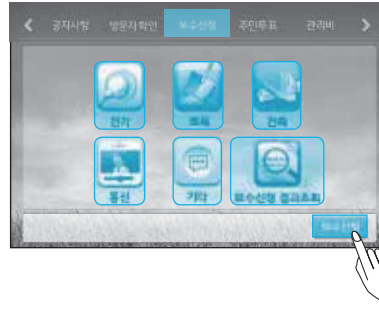 공지사항 방문자확인 보수신청 주민투표 관리비
전기 토목 건축
통신 기타 보수신청 결과조회
보수신청